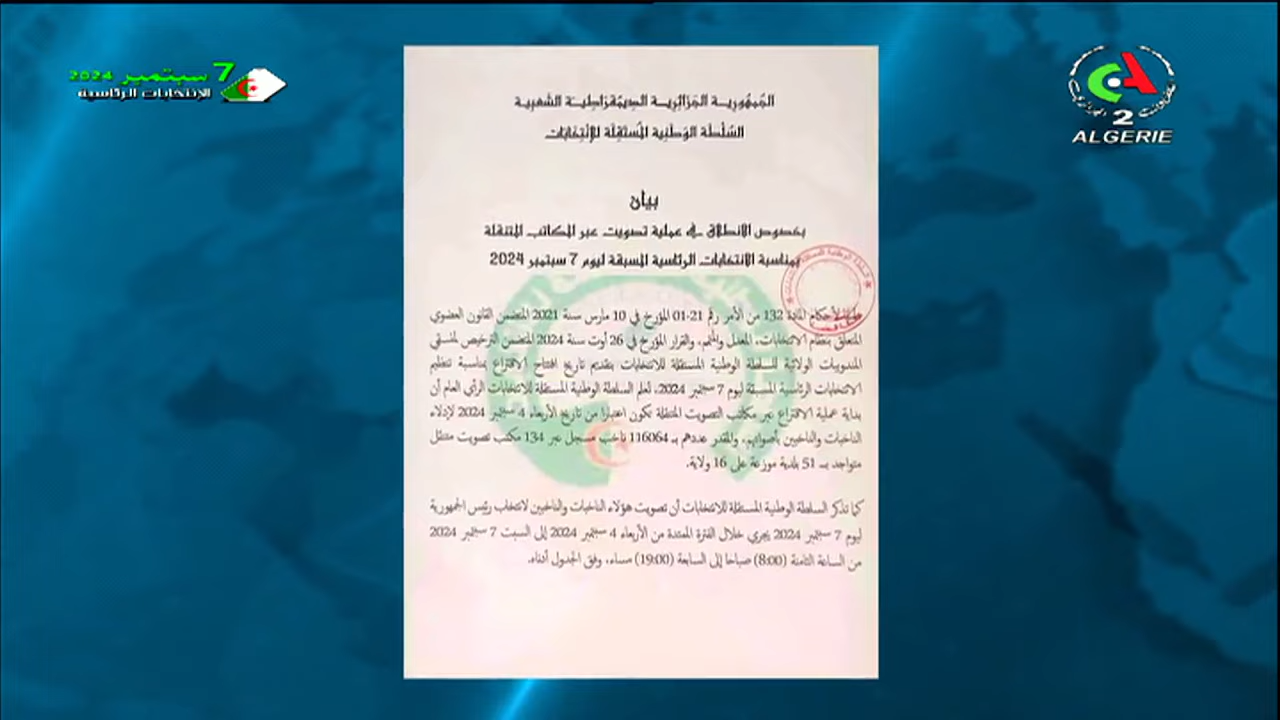 7 سبتمبر 2024
الانتخابات الرئاسية
2
ALGERIE
الجمهورية الجزائرية الديمقراطية الشعبية
السلطة الوطنية المستقلة للانتخابات
بيان
بخصوص الانطلاق في عملية تصويت عبر المكاتب المتنقلة
بمناسبة الانتخابات الرئاسية المسبقة ليوم 7 سبتمبر 2024
لأحكام المادة 132 من الأمر رقم 21-01 المؤرخ في 10 مارس سنة 2021 المتضمن القانون العضوي
المتعلق بنظام الانتخابات، المعدل والمتمم، والقرار المؤرخ في 26 أوت سنة 2024 المتضمن الترخيص لمنسقي
المندوبيات الولائية للسلطة الوطنية المستقلة للانتخابات بتقديم تاريخ افتتاح الاقتراع بمناسبة تنظيم
الانتخابات الرئاسية المسبقة ليوم 7 سبتمبر 2024، تعلم السلطة الوطنية المستقلة للانتخابات الرأي العام أن
بداية عملية الاقتراع عبر مكاتب التصويت المتنقلة تكون اعتبارا من تاريخ الأربعاء 4 سبتمبر 2024 لإدلاء
الناخبات والناخبين بأصواتهم، والمقدر عددهم بـ 116064 ناخب مسجل عبر 134 مكتب تصويت متنقل
متواجد بـ 51 بلدية موزعة على 16 ولاية.
كما تذكر السلطة الوطنية المستقلة للانتخابات أن تصويت هؤلاء الناخبات والناخبين لانتخاب رئيس الجمهورية
ليوم 7 سبتمبر 2024 يجري خلال الفترة الممتدة من الأربعاء 4 سبتمبر 2024 إلى السبت 7 سبتمبر 2024
من الساعة الثامنة (8:00) صباحا إلى السابعة (19:00) مساء، وفق الجدول أدناه.